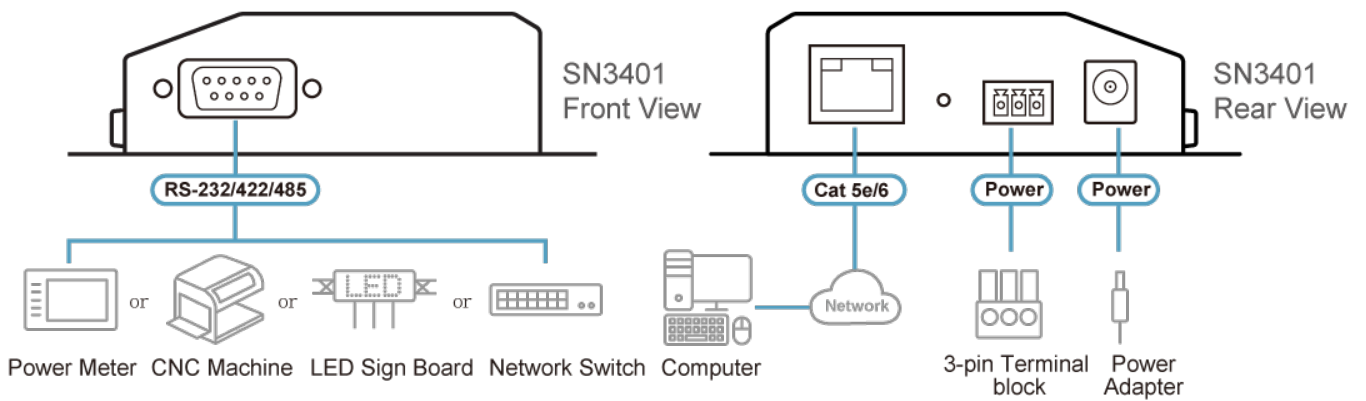 SN3401
Front View
SN3401
Rear View
RS-232/422/485
Cat 5e/6
Power
Power
or
or
LED
or
Network
Power Meter
CNC Machine
LED Sign Board
Network Switch
Computer
3-pin Terminal
block
Power
Adapter